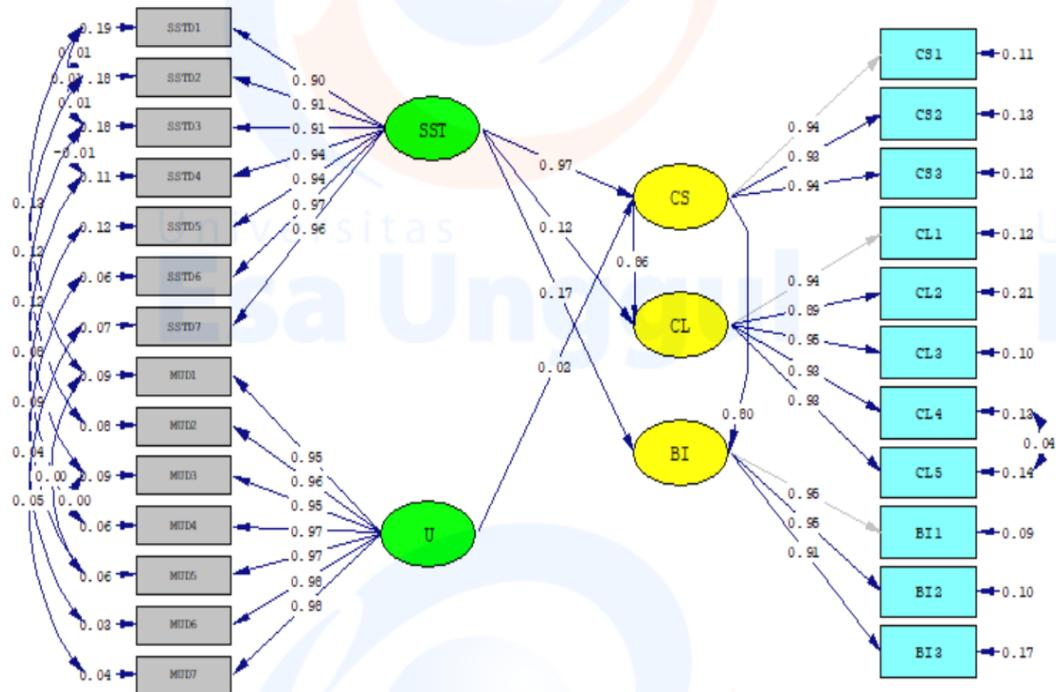 0.19 SSTD1
0.01
0.18 SSTD2
0.01
0.18 SSTD3
-0.01
0.11 SSTD4
0.12 SSTD5
0.06 SSTD6
0.07 SSTD7
0.09 MUD1
0.08 MUD2
0.09 MUD3
0.06 MUD4
0.06 MUD5
0.03 MUD6
0.04 MUD7
0.13
0.12
0.12
0.08
0.09
0.04
0.00
0.05
0.00
0.90
0.91
0.91
0.94
0.94
0.97
0.96
SST
0.95
0.96
0.95
0.97
0.97
0.98
0.98
U
0.97
0.12
0.17
0.02
0.86
0.80
CS
CL
BI
0.94
0.93
0.94
0.94
0.89
0.95
0.93
0.93
0.95
0.95
0.91
CS1 0.11
CS2 0.13
CS3 0.12
CL1 0.12
CL2 0.21
CL3 0.10
CL4 0.13
0.04
CL5 0.14
BI1 0.09
BI2 0.10
BI3 0.17
Universitas
Esa Unggul